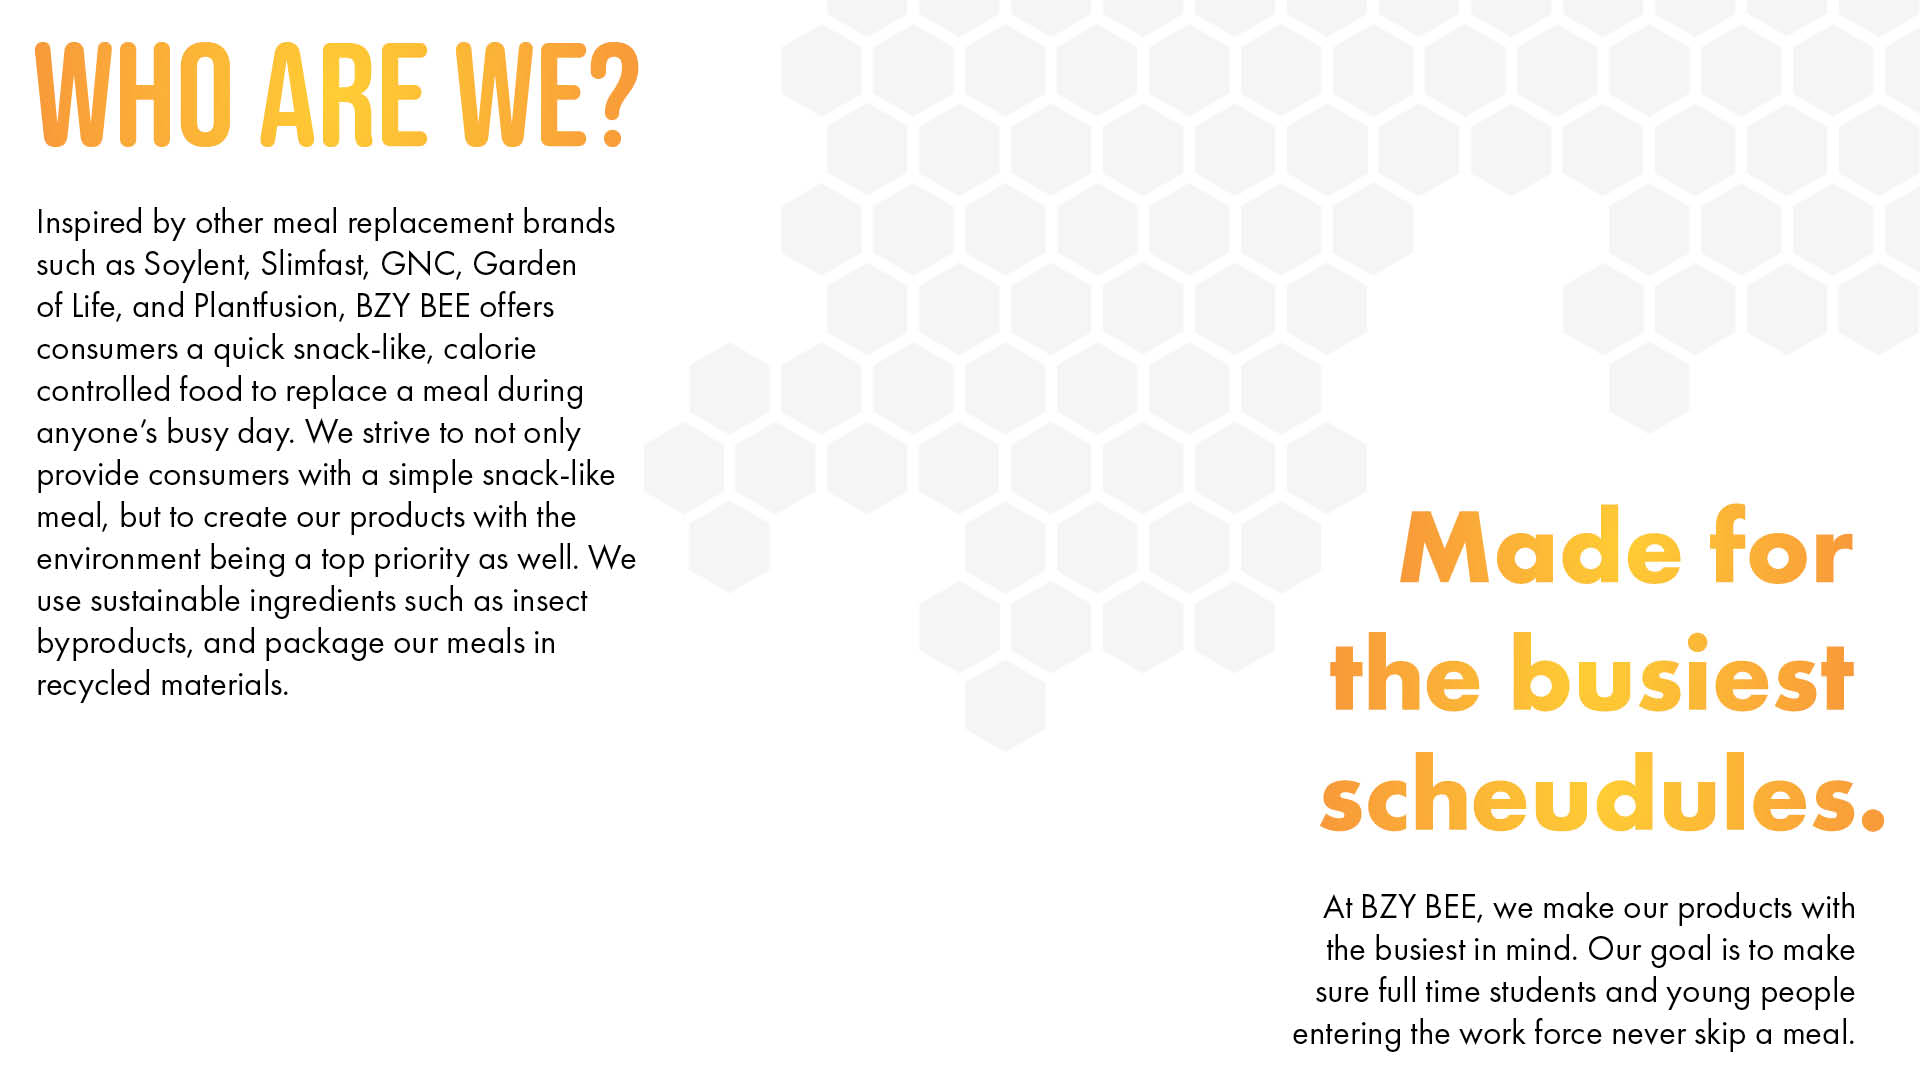 WHO ARE WE?
Inspired by other meal replacement brands
such as Soylent, Slimfast, GNC, Garden
of Life, and Plantfusion, BZY BEE offers
consumers a quick snack-like, calorie
controlled food to replace a meal during
anyone’s busy day. We strive to not only
provide consumers with a simple snack-like
meal, but to create our products with the
environment being a top priority as well. We
use sustainable ingredients such as insect
byproducts, and package our meals in
recycled materials.
Made for
the busiest
scheudules.
At BZY BEE, we make our products with
the busiest in mind. Our goal is to make
sure full time students and young people
entering the work force never skip a meal.